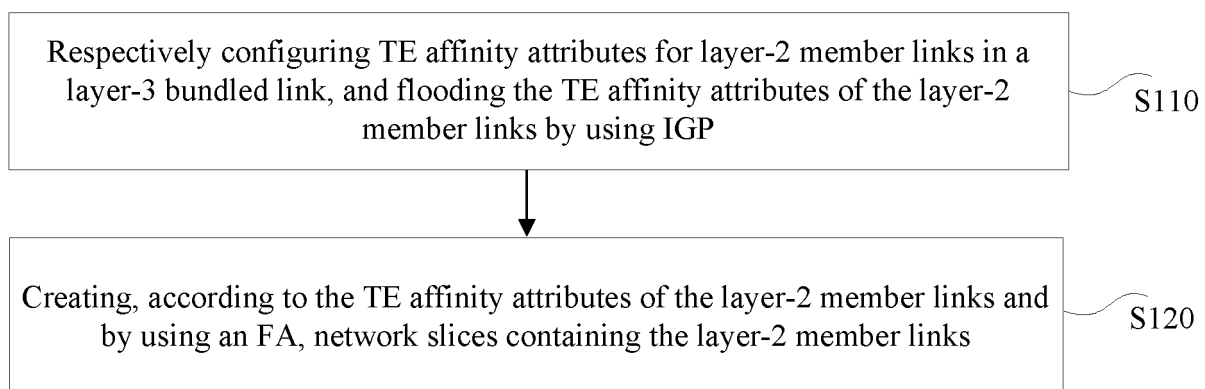 Respectively configuring TE affinity attributes for layer-2 member links in a
layer-3 bundled link, and flooding the TE affinity attributes of the layer-2
member links by using IGP
S110
Creating, according to the TE affinity attributes of the layer-2 member links and
by using an FA, network slices containing the layer-2 member links
S120